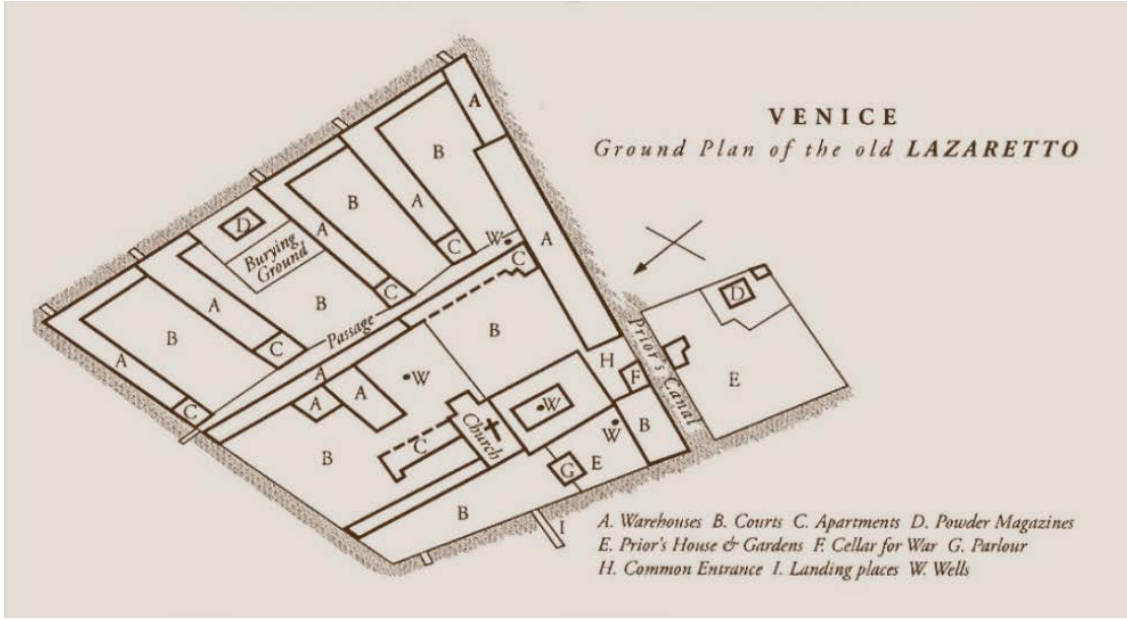 VENICE
Ground Plan of the old LAZARETTO
A
B
A
B
D
A
W
A
Burying
Ground
C
C
C
D
B
A
Passage
B
B
C
A
H
Prior's Canal
A
F
W
E
A
A
W
C
B
W
Church
C
B
E
G
B
I
A. Warehouses B. Courts C. Apartments D. Powder Magazines
E. Prior's House & Gardens F. Cellar for War G. Parlour
H. Common Entrance I. Landing places W. Wells